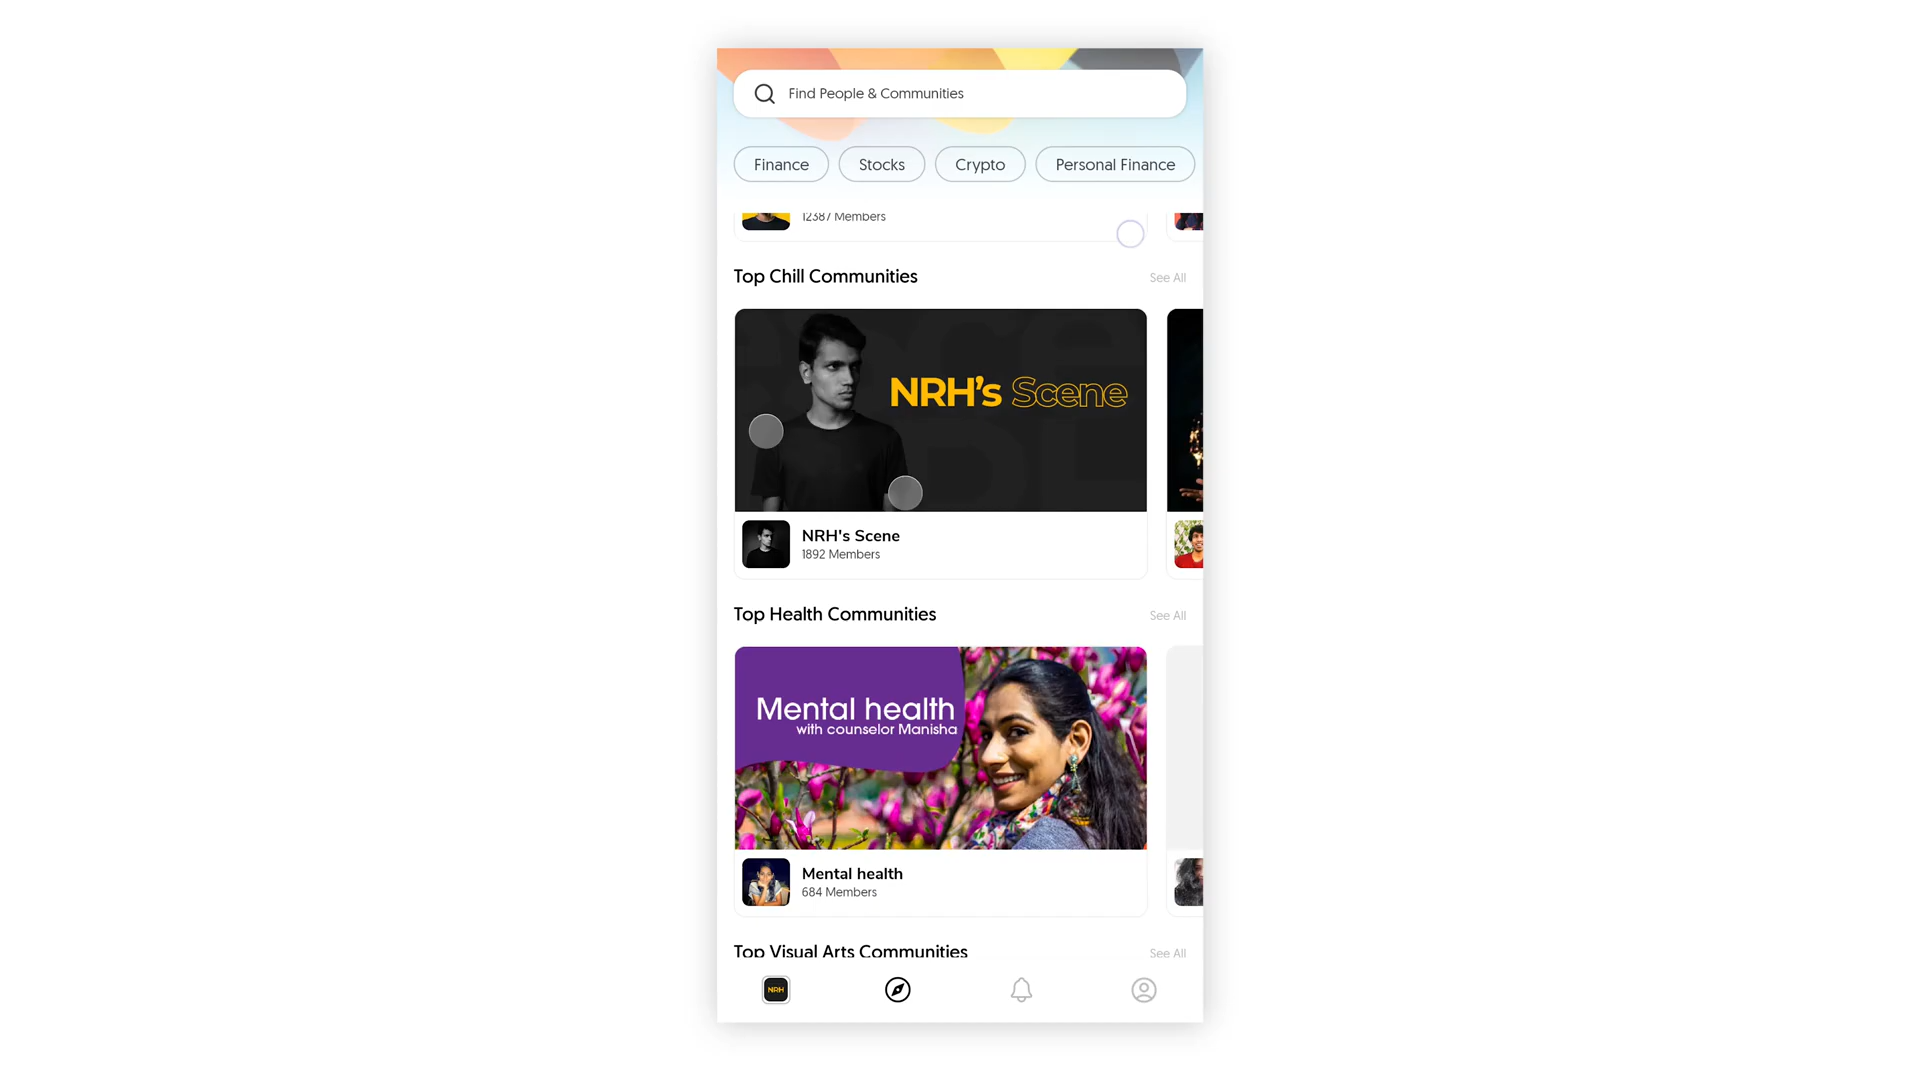 Find People & Communities
Finance
Stocks
Crypto
Personal Finance
12387 Members
Top Chill Communities
See All
NRH's Scene
NRH's Scene
1892 Members
Top Health Communities
See All
Mental health
with counselor Manisha
Mental health
684 Members
Top Visual Arts Communities
See All
NRH